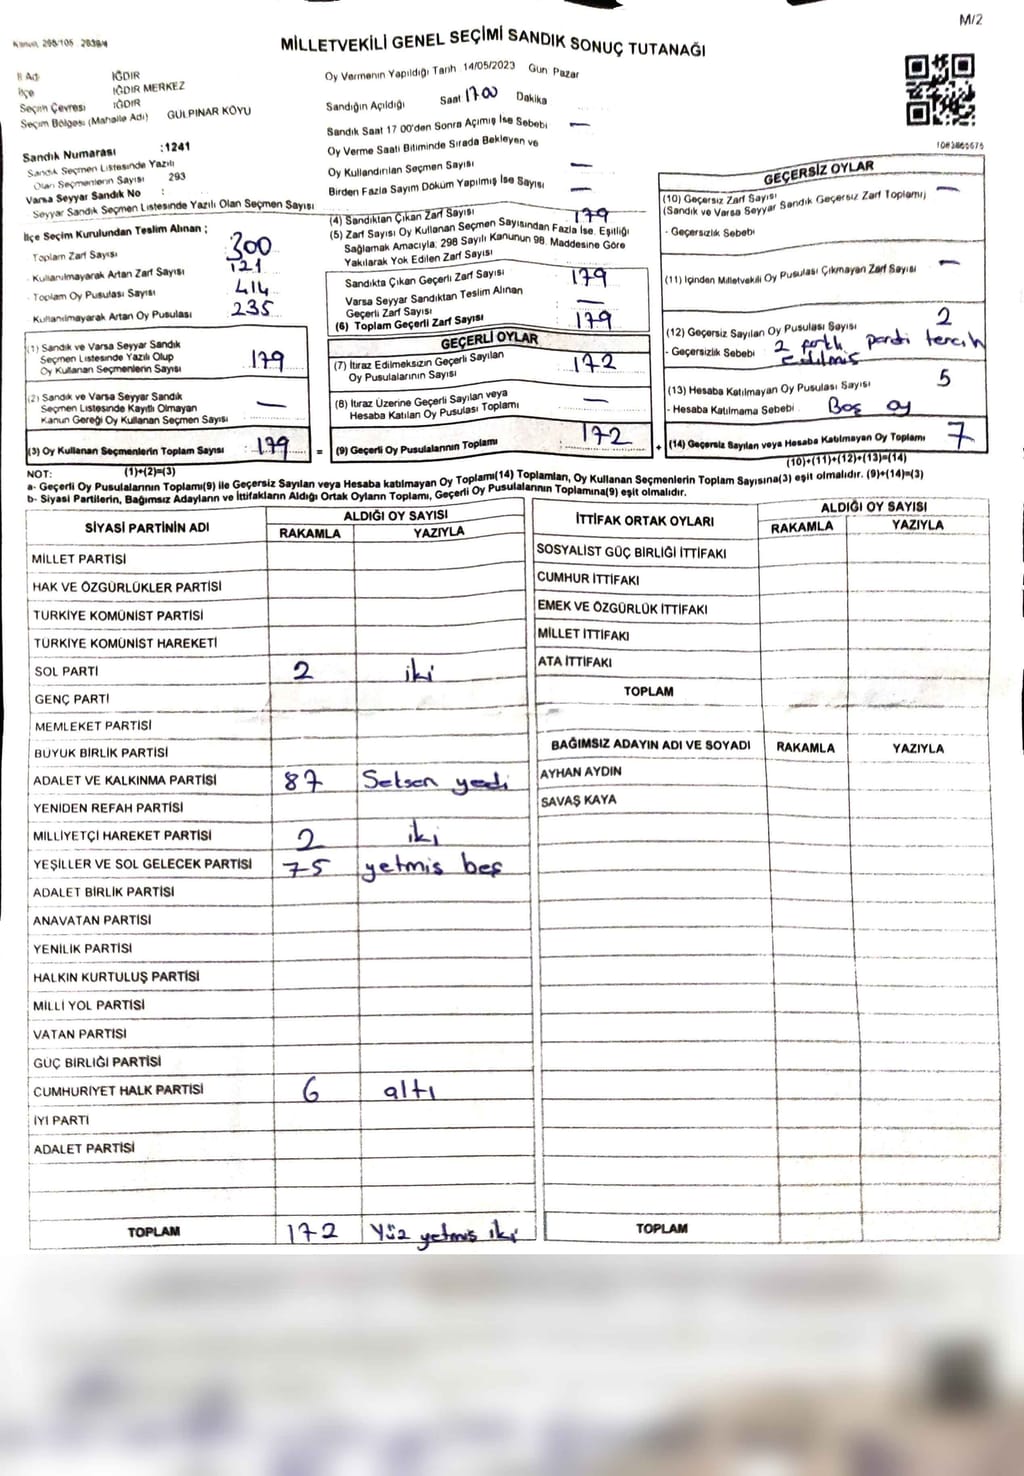 M/2
MİLLETVEKİLİ GENEL SEÇİMİ SANDIK SONUÇ TUTANAĞI
İl Adı IĞDIR
İlçe IĞDIR MERKEZ
Seçim Çevresi IĞDIR
Seçim Bölgesi (Mahalle Adı) GÜLPINAR KÖYÜ
Sandık Numarası :1241
Sandık Seçmen Listesinde Yazılı
Olan Seçmenlerin Sayısı 293
Varsa Seyyar Sandık No :
Seyyar Sandık Seçmen Listesinde Yazılı Olan Seçmen Sayısı
Oy Vermenin Yapıldığı Tarih 14/05/2023 Gün Pazar
Sandığın Açıldığı Saat 17 00 Dakika
Sandık Saat 17 00'den Sonra Açımış İse Sebebi —
Oy Verme Saati Bitiminde Sırada Bekleyen ve
Oy Kullandırılan Seçmen Sayısı —
Birden Fazla Sayım Döküm Yapılmış İse Sayısı —
İlçe Seçim Kurulundan Teslim Alınan ;
Toplam Zarf Sayısı 300
- Kullanılmayarak Artan Zarf Sayısı 121
- Toplam Oy Pusulası Sayısı 414
Kullanılmayarak Artan Oy Pusulası 235
(1) Sandık ve Varsa Seyyar Sandık
Seçmen Listesinde Yazılı Olup
Oy Kullanan Seçmenlerin Sayısı 179
(2) Sandık ve Varsa Seyyar Sandık
Seçmen Listesinde Kayıtlı Olmayan
Kanun Gereği Oy Kullanan Seçmen Sayısı —
(3) Oy Kullanan Seçmenlerin Toplam Sayısı 179 =
(1)+(2)=(3)
(4) Sandıktan Çıkan Zarf Sayısı 179
(5) Zarf Sayısı Oy Kullanan Seçmen Sayısından Fazla İse, Eşitliği
Sağlamak Amacıyla; 298 Sayılı Kanunun 98. Maddesine Göre
Yakılarak Yok Edilen Zarf Sayısı
Sandıkta Çıkan Geçerli Zarf Sayısı 179
Varsa Seyyar Sandıktan Teslim Alınan
Geçerli Zarf Sayısı —
(6) Toplam Geçerli Zarf Sayısı 179
GEÇERLİ OYLAR
(7) İtiraz Edilmeksizin Geçerli Sayılan
Oy Pusulalarının Sayısı 172
(8) İtiraz Üzerine Geçerli Sayılan veya
Hesaba Katılan Oy Pusulası Toplamı —
(9) Geçerli Oy Pusulalarının Toplamı 172 +
1083860675
GEÇERSİZ OYLAR
(10) Geçersiz Zarf Sayısı —
(Sandık ve Varsa Seyyar Sandık Geçersiz Zarf Toplamı)
- Geçersizlik Sebebi
(11) İçinden Milletvekili Oy Pusulası Çıkmayan Zarf Sayısı —
(12) Geçersiz Sayılan Oy Pusulası Sayısı 2
- Geçersizlik Sebebi 2 farklı parti tercih
edilmiş
(13) Hesaba Katılmayan Oy Pusulası Sayısı 5
- Hesaba Katılmama Sebebi Boş oy
(14) Geçersiz Sayılan veya Hesaba Katılmayan Oy Toplamı 7
(10)+(11)+(12)+(13)=(14)
NOT:
a- Geçerli Oy Pusulalarının Toplamı(9) ile Geçersiz Sayılan veya Hesaba katılmayan Oy Toplamı(14) Toplamları, Oy Kullanan Seçmenlerin Toplam Sayısına(3) eşit olmalıdır. (9)+(14)=(3)
b- Siyasi Partilerin, Bağımsız Adayların ve İttifakların Aldığı Ortak Oyların Toplamı, Geçerli Oy Pusulalarının Toplamına(9) eşit olmalıdır.
SİYASİ PARTİNİN ADI ALDIĞI OY SAYISI
RAKAMLA YAZIYLA
MİLLET PARTİSİ
HAK VE ÖZGÜRLÜKLER PARTİSİ
TÜRKİYE KOMÜNİST PARTİSİ
TÜRKİYE KOMÜNİST HAREKETİ
SOL PARTİ 2 iki
GENÇ PARTİ
MEMLEKET PARTİSİ
BÜYÜK BİRLİK PARTİSİ
ADALET VE KALKINMA PARTİSİ 87 Seksen yedi
YENİDEN REFAH PARTİSİ
MİLLİYETÇİ HAREKET PARTİSİ 2 iki
YEŞİLLER VE SOL GELECEK PARTİSİ 75 yetmis beş
ADALET BİRLİK PARTİSİ
ANAVATAN PARTİSİ
YENİLİK PARTİSİ
HALKIN KURTULUŞ PARTİSİ
MİLLİ YOL PARTİSİ
VATAN PARTİSİ
GÜÇ BİRLİĞİ PARTİSİ
CUMHURİYET HALK PARTİSİ 6 altı
İYİ PARTİ
ADALET PARTİSİ
TOPLAM 172 Yüz yetmiş iki
İTTİFAK ORTAK OYLARI ALDIĞI OY SAYISI
RAKAMLA YAZIYLA
SOSYALİST GÜÇ BİRLİĞİ İTTİFAKI
CUMHUR İTTİFAKI
EMEK VE ÖZGÜRLÜK İTTİFAKI
MİLLET İTTİFAKI
ATA İTTİFAKI
TOPLAM
BAĞIMSIZ ADAYIN ADI VE SOYADI RAKAMLA YAZIYLA
AYHAN AYDIN
SAVAŞ KAYA
TOPLAM